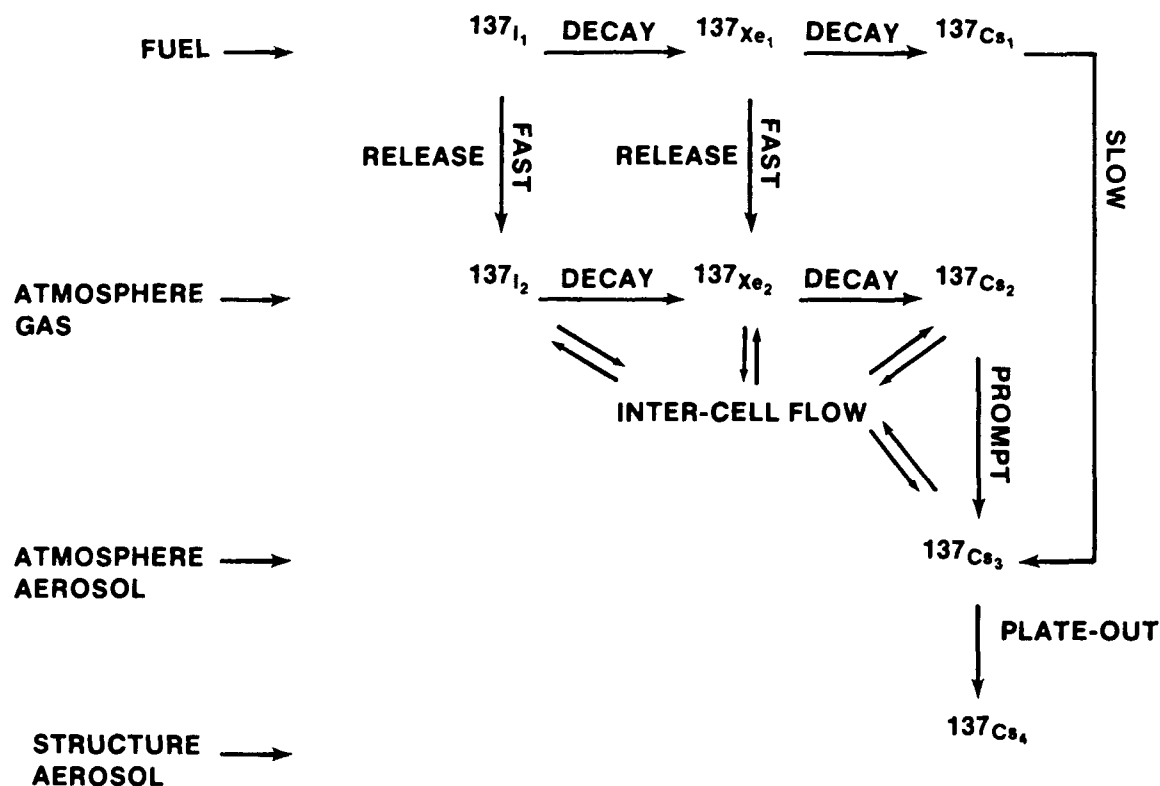 137I1 DECAY 137Xe1 DECAY 137Cs1
FUEL
RELEASE FAST RELEASE FAST SLOW
137I2 DECAY 137Xe2 DECAY 137Cs2
ATMOSPHERE
GAS
INTER-CELL FLOW
PROMPT
137Cs3
ATMOSPHERE
AEROSOL
PLATE-OUT
137Cs4
STRUCTURE
AEROSOL